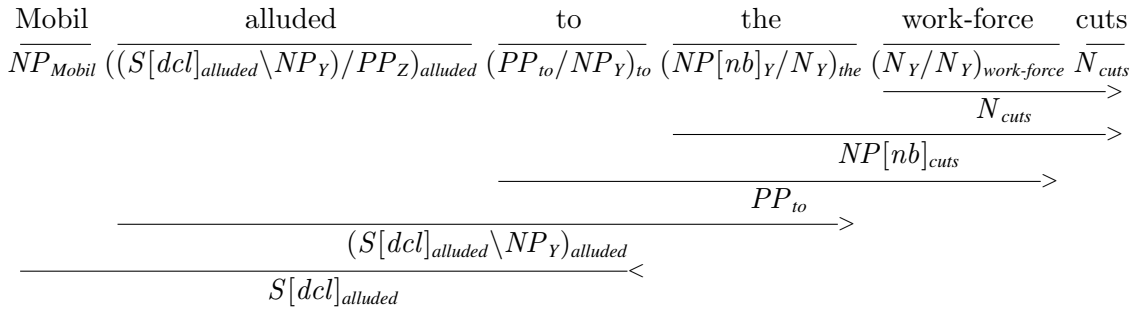 Mobil alluded to the work-force cuts
NP_Mobil ((S[dcl]_alluded\NP_Y)/PP_Z)_alluded (PP_to/NP_Y)_to (NP[nb]_Y/N_Y)_the (N_Y/N_Y)_work-force N_cuts
>
N_cuts
>
NP[nb]_cuts
>
PP_to
>
(S[dcl]_alluded\NP_Y)_alluded
<
S[dcl]_alluded